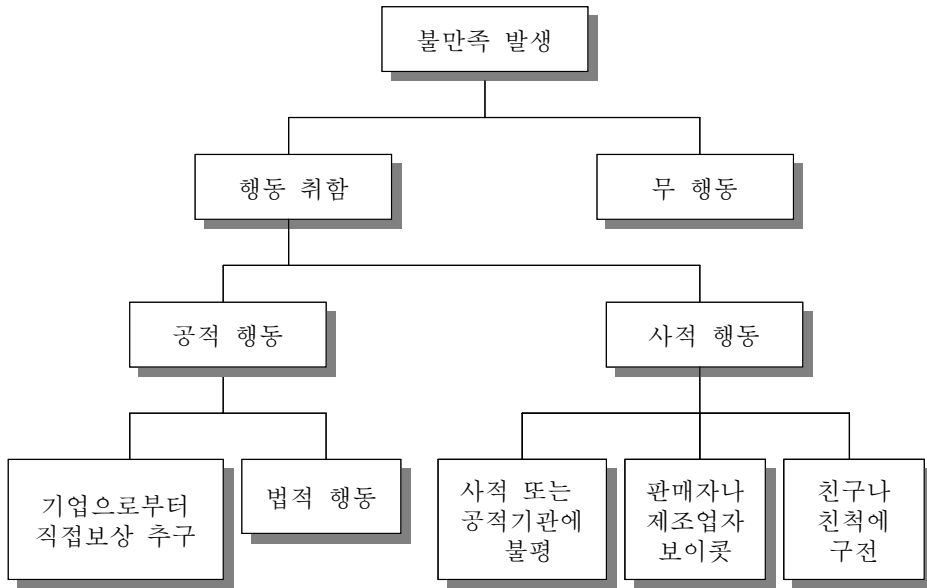 불만족 발생
행동 취함
무 행동
공적 행동
사적 행동
기업으로부터
직접보상 추구
법적 행동
사적 또는
공적기관에
불평
판매자나
제조업자
보이콧
친구나
친척에
구전